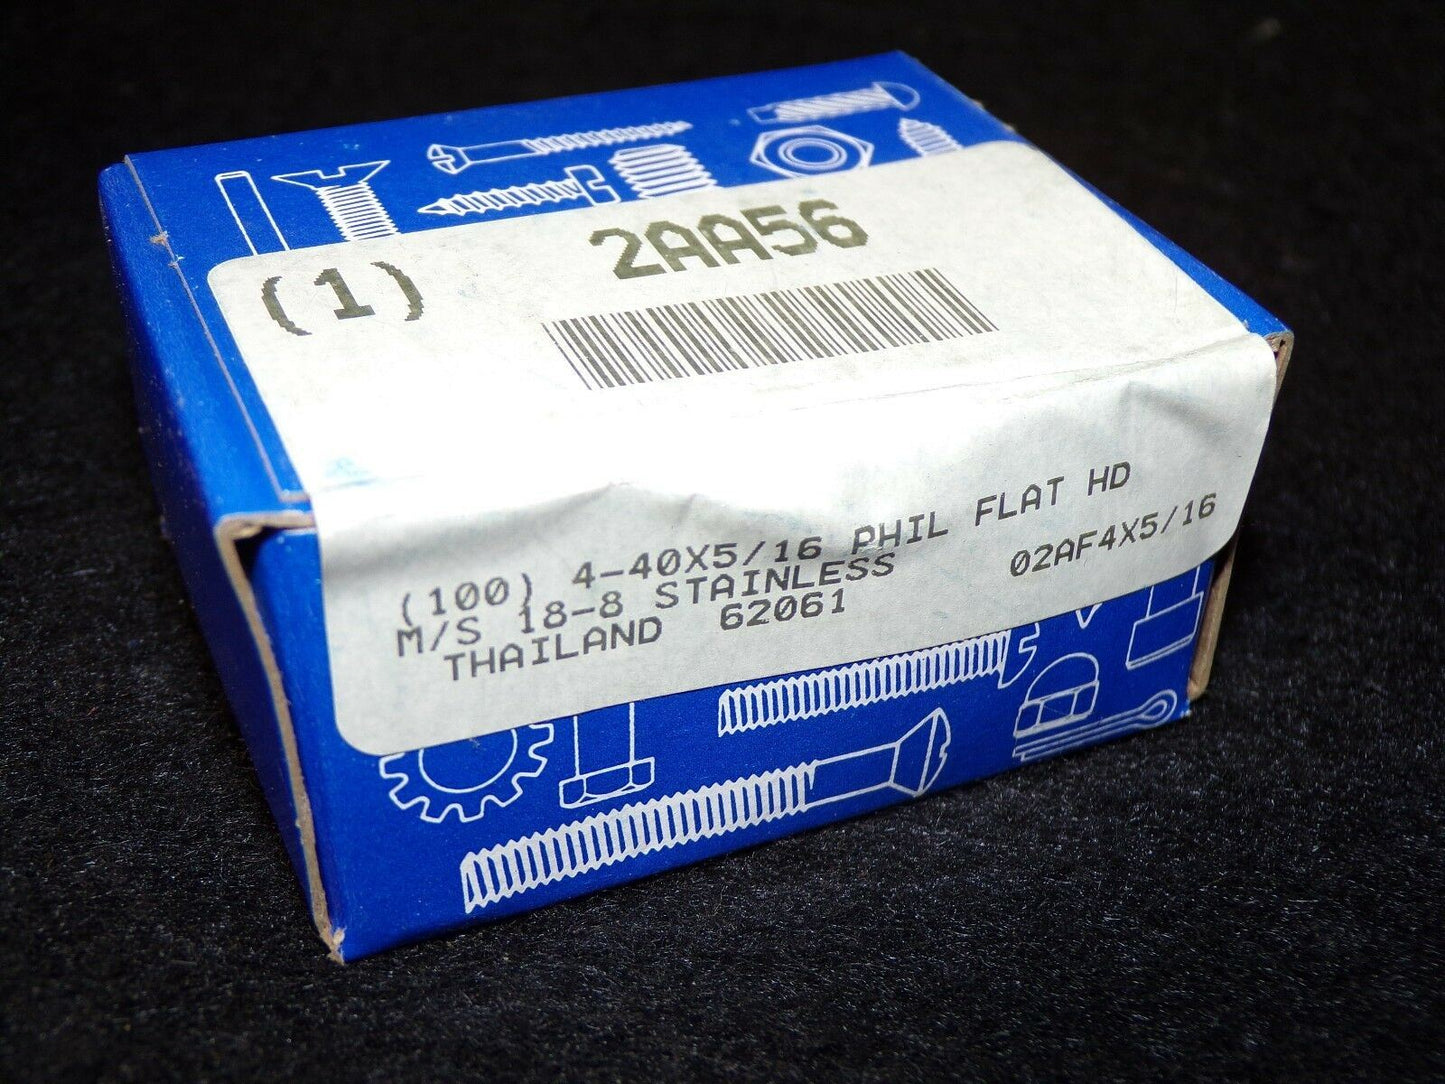 (1) 2AA56
(100) 4-40X5/16 PHIL FLAT HD
M/S 18-8 STAINLESS 02AF4X5/16
THAILAND 62061